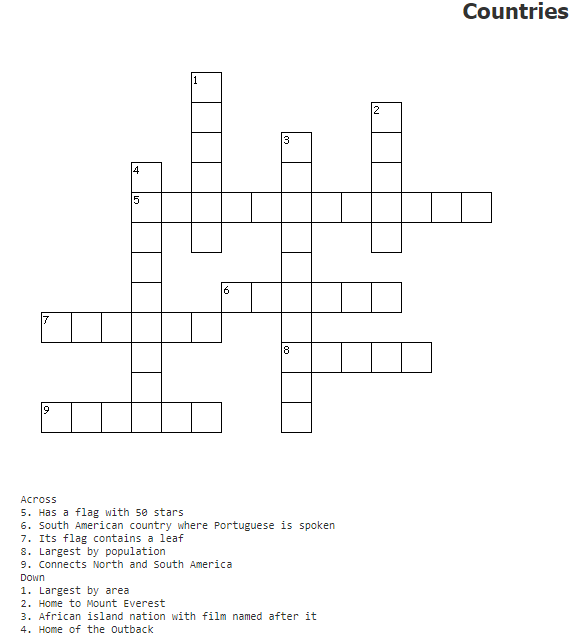 Countries
1
2
3
4
5
6
7
8
9
Across
5. Has a flag with 50 stars
6. South American country where Portuguese is spoken
7. Its flag contains a leaf
8. Largest by population
9. Connects North and South America
Down
1. Largest by area
2. Home to Mount Everest
3. African island nation with film named after it
4. Home of the Outback